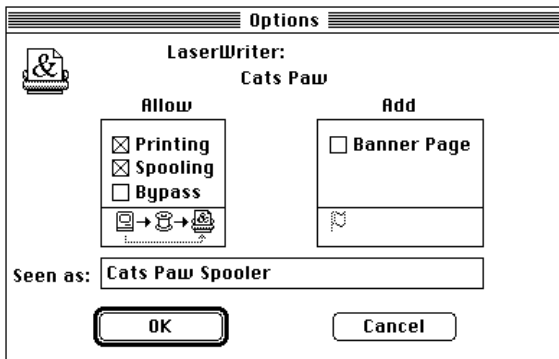 Options
LaserWriter:
Cats Paw
Allow
Add
Printing
Banner Page
Spooling
Bypass
&
&
Seen as: Cats Paw Spooler
OK
Cancel